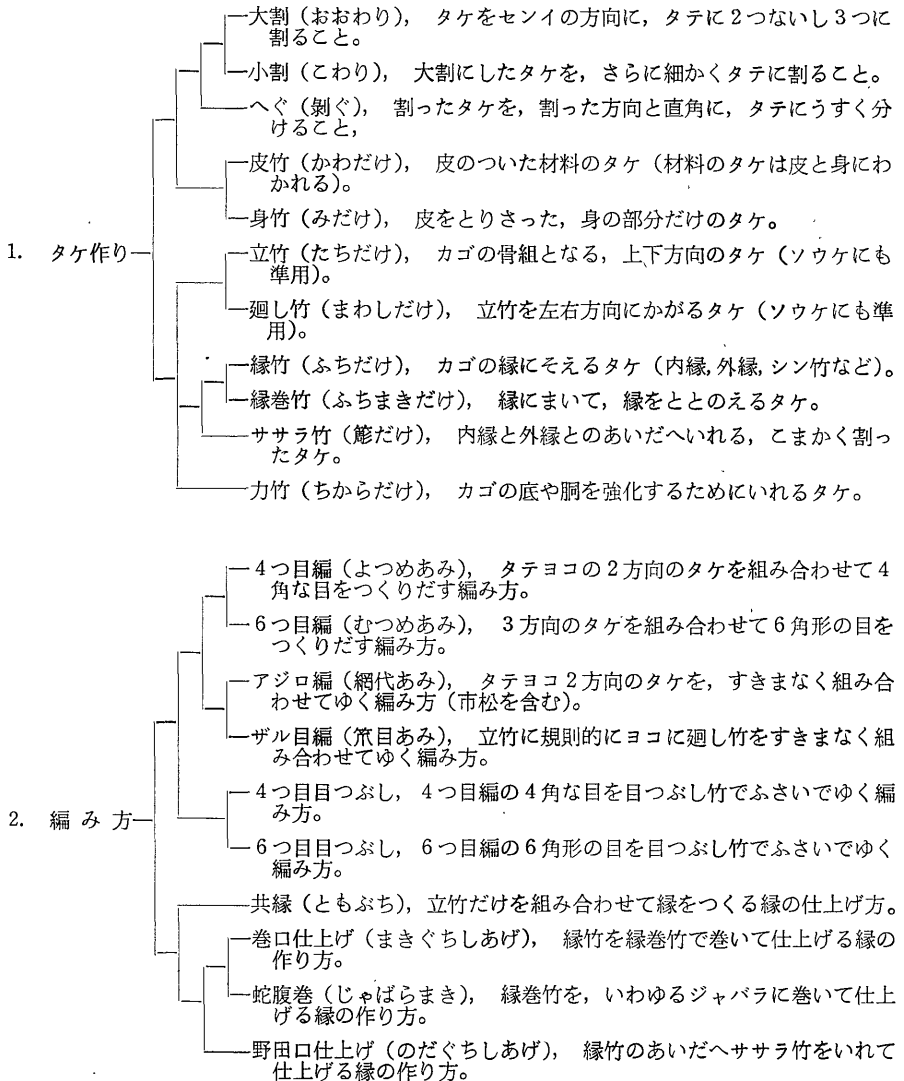 大割(おおわり), タケをセンイの方向に, タテに2つないし3つに
割ること。
小割(こわり), 大割にしたタケを, さらに細かくタテに割ること。
へぐ(剝ぐ), 割ったタケを, 割った方向と直角に, タテにうすく分
けること,
皮竹(かわだけ), 皮のついた材料のタケ(材料のタケは皮と身にわ
かれる)。
身竹(みだけ), 皮をとりさった, 身の部分だけのタケ。
1. タケ作り
立竹(たちだけ), カゴの骨組となる, 上下方向のタケ(ソウケにも
準用)。
廻し竹(まわしだけ), 立竹を左右方向にかがるタケ(ソウケにも準
用)。
縁竹(ふちだけ), カゴの縁にそえるタケ(内縁, 外縁, シン竹など)。
縁巻竹(ふちまきだけ), 縁にまいて, 縁をととのえるタケ。
ササラ竹(だけ), 内縁と外縁とのあいだへいれる, こまかく割っ
たタケ。
力竹(ちからだけ), カゴの底や胴を強化するためにいれるタケ。
4つ目編(よつめあみ), タテヨコの2方向のタケを組み合わせて4
角な目をつくりだす編み方。
6つ目編(むつめあみ), 3方向のタケを組み合わせて6角形の目を
つくりだす編み方。
アジロ編(網代あみ), タテヨコ2方向のタケを, すきまなく組み合
わせてゆく編み方(市松を含む)。
ザル目編(笊目あみ), 立竹に規則的にヨコに廻し竹をすきまなく組
み合わせてゆく編み方。
2. 編み方
4つ目目つぶし, 4つ目編の4角な目を目つぶし竹でふさいでゆく編
み方。
6つ目目つぶし, 6つ目編の6角形の目を目つぶし竹でふさいでゆく
編み方。
共縁(ともぶち), 立竹だけを組み合わせて縁をつくる縁の仕上げ方。
巻口仕上げ(まきぐちしあげ), 縁竹を縁巻竹で巻いて仕上げる縁の
作り方。
蛇腹巻(じゃばらまき), 縁巻竹を, いわゆるジャバラに巻いて仕上
げる縁の作り方。
野田口仕上げ(のだぐちしあげ), 縁竹のあいだへササラ竹をいれて
仕上げる縁の作り方。